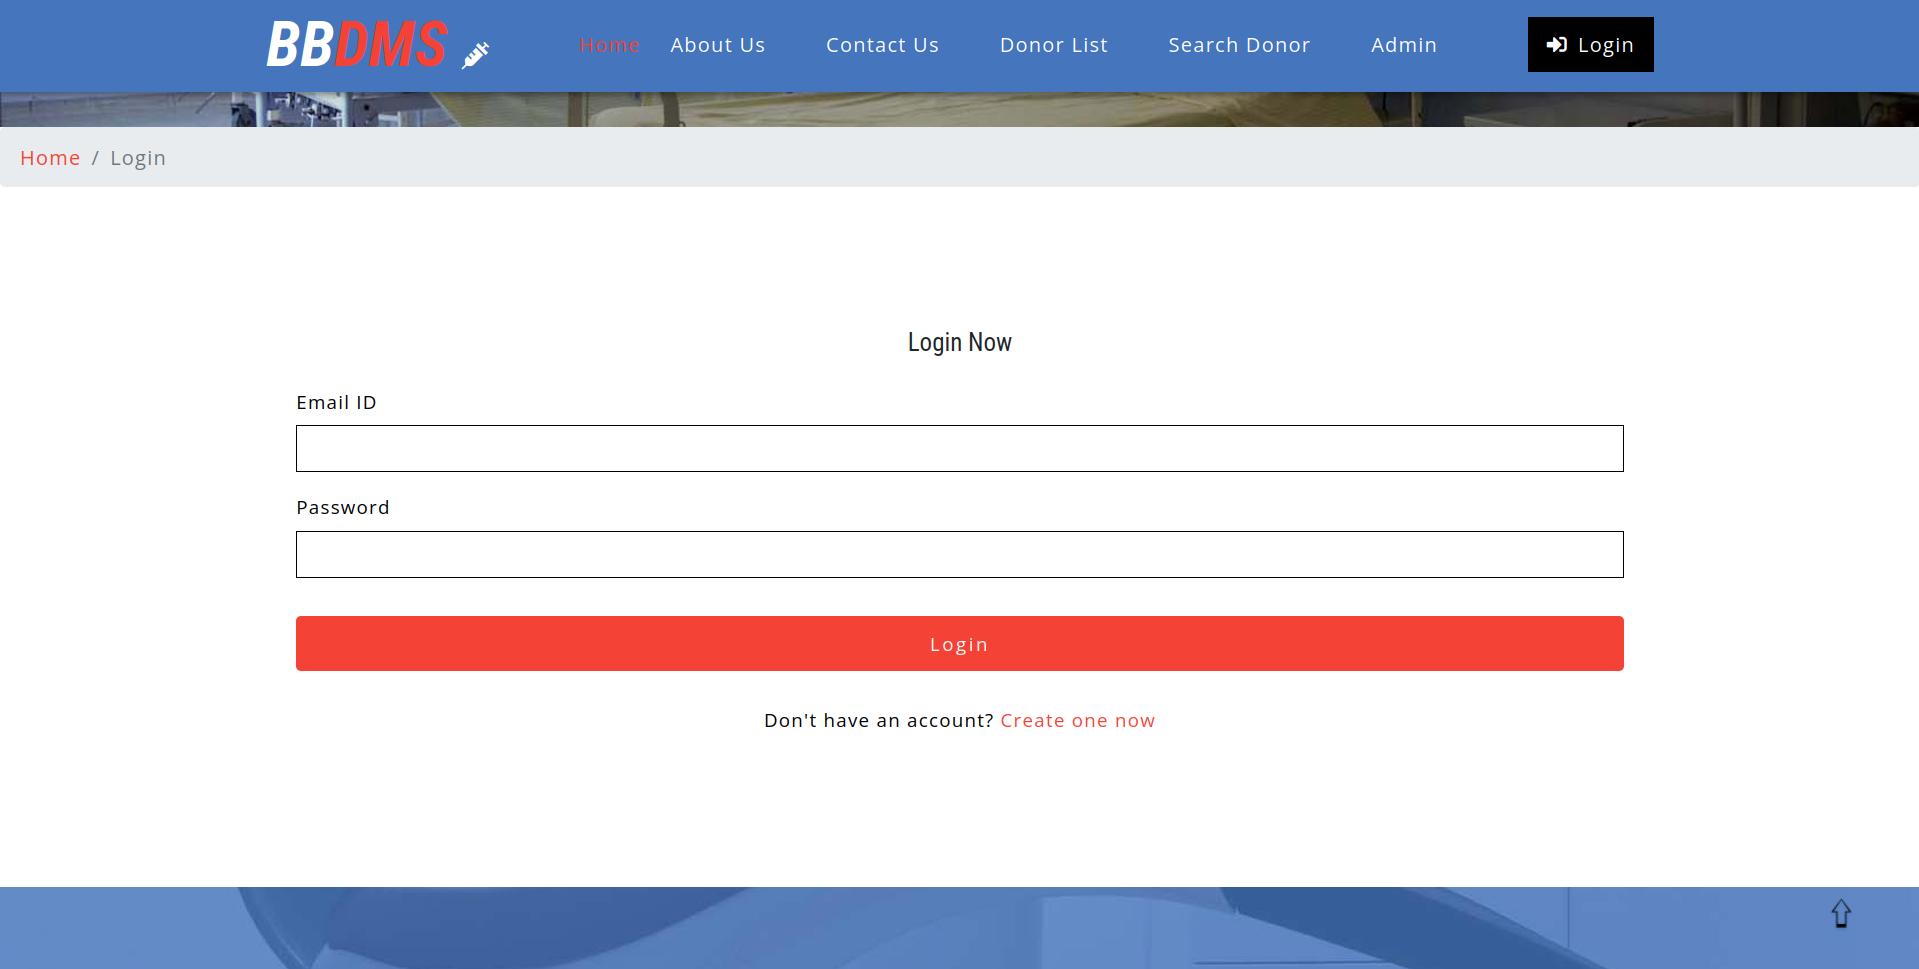 BBDMS
Home About Us Contact Us Donor List Search Donor Admin Login
Home / Login
Login Now
Email ID
Password
Login
Don't have an account? Create one now